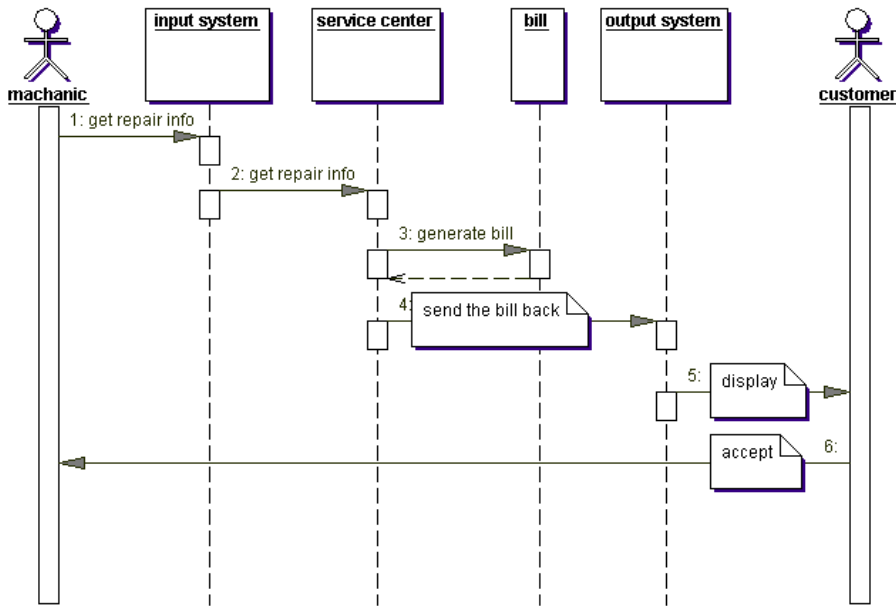 input system
service center
bill
output system
machanic
customer
1: get repair info
2: get repair info
3: generate bill
4:
send the bill back
5:
display
accept
6: